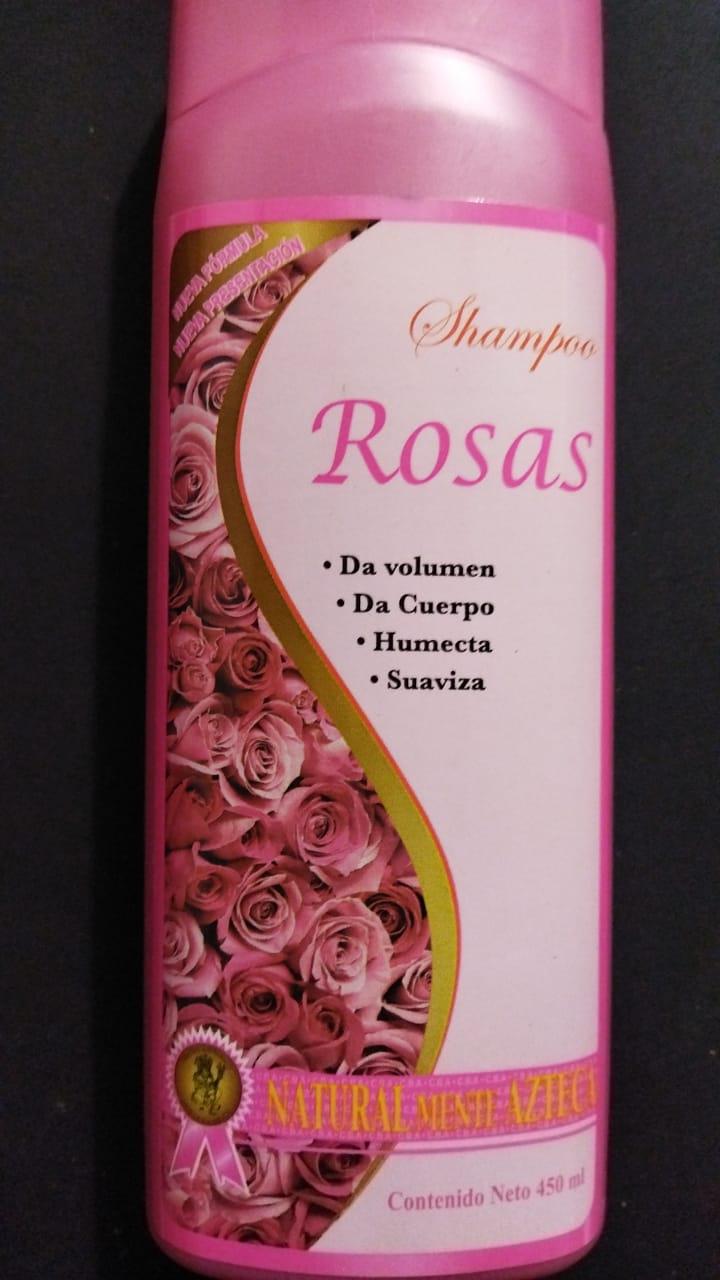 NUEVA FÓRMULA
NUEVA PRESENTACIÓN
Shampoo
Rosas
• Da volumen
• Da Cuerpo
• Humecta
• Suaviza
NATURAL MENTE AZTECA
Contenido Neto 450 ml